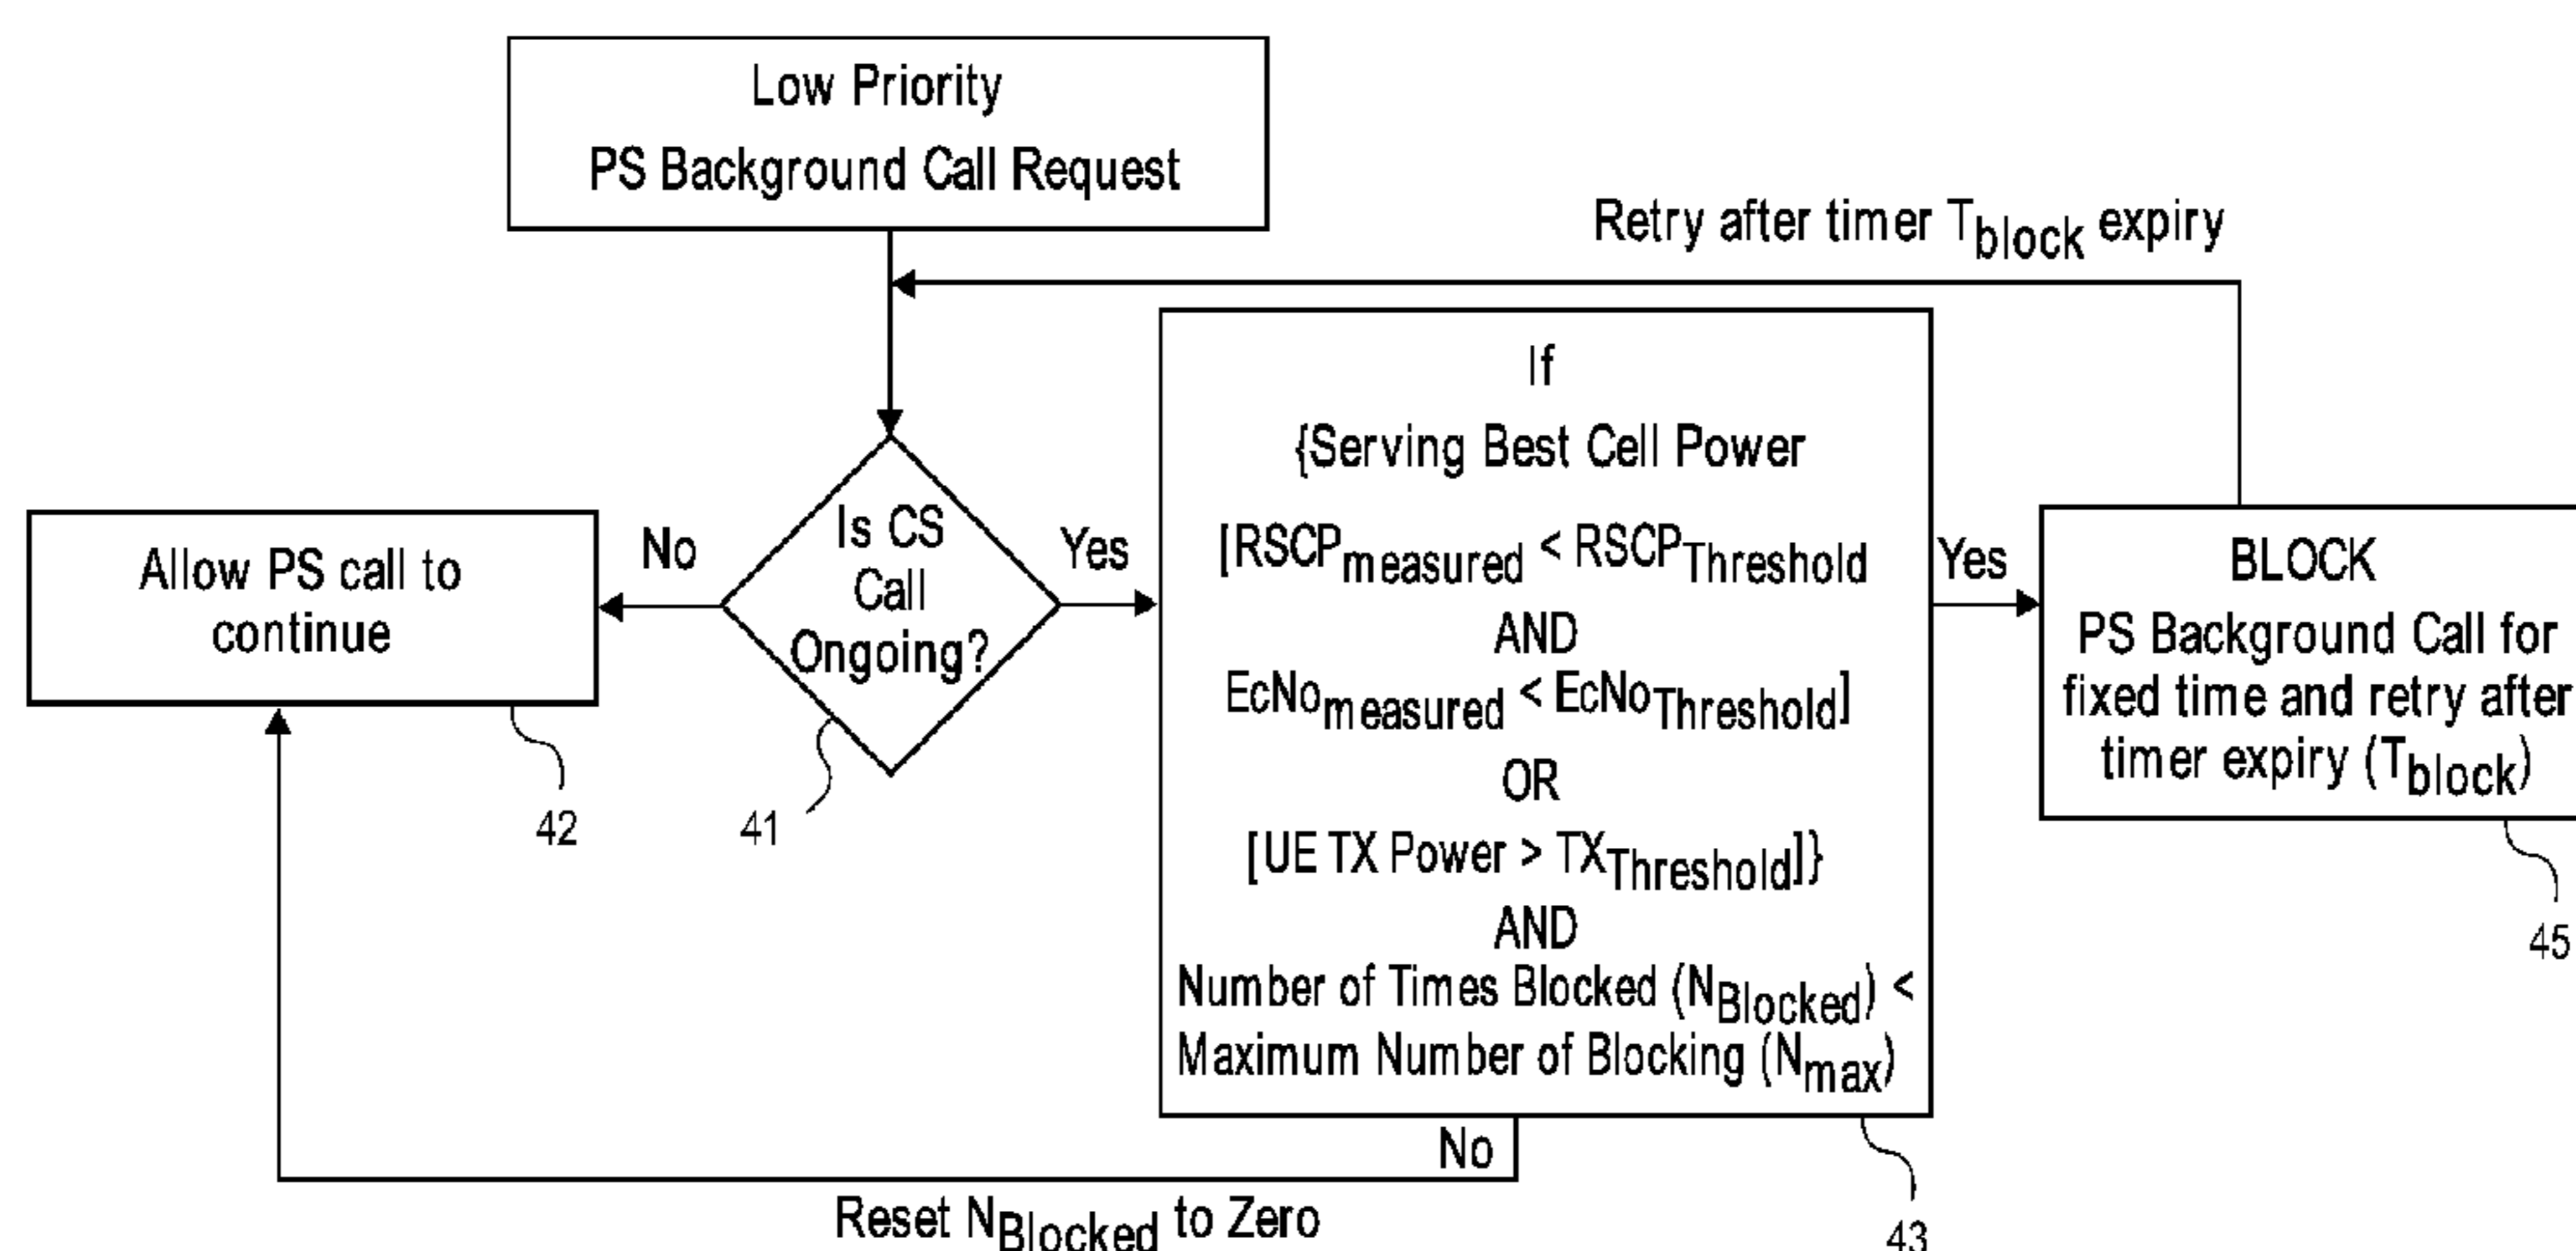 Low Priority
PS Background Call Request
Retry after timer Tblock expiry
If
{Serving Best Cell Power
[RSCPmeasured < RSCPThreshold
AND
EcNomeasured < EcNoThreshold]
OR
[UE TX Power > TXThreshold]}
AND
Number of Times Blocked (NBlocked) <
Maximum Number of Blocking (Nmax)
Is CS
Call
Ongoing?
No
Yes
Allow PS call to
continue
Yes
BLOCK
PS Background Call for
fixed time and retry after
timer expiry (Tblock)
42
41
45
No
Reset NBlocked to Zero
43